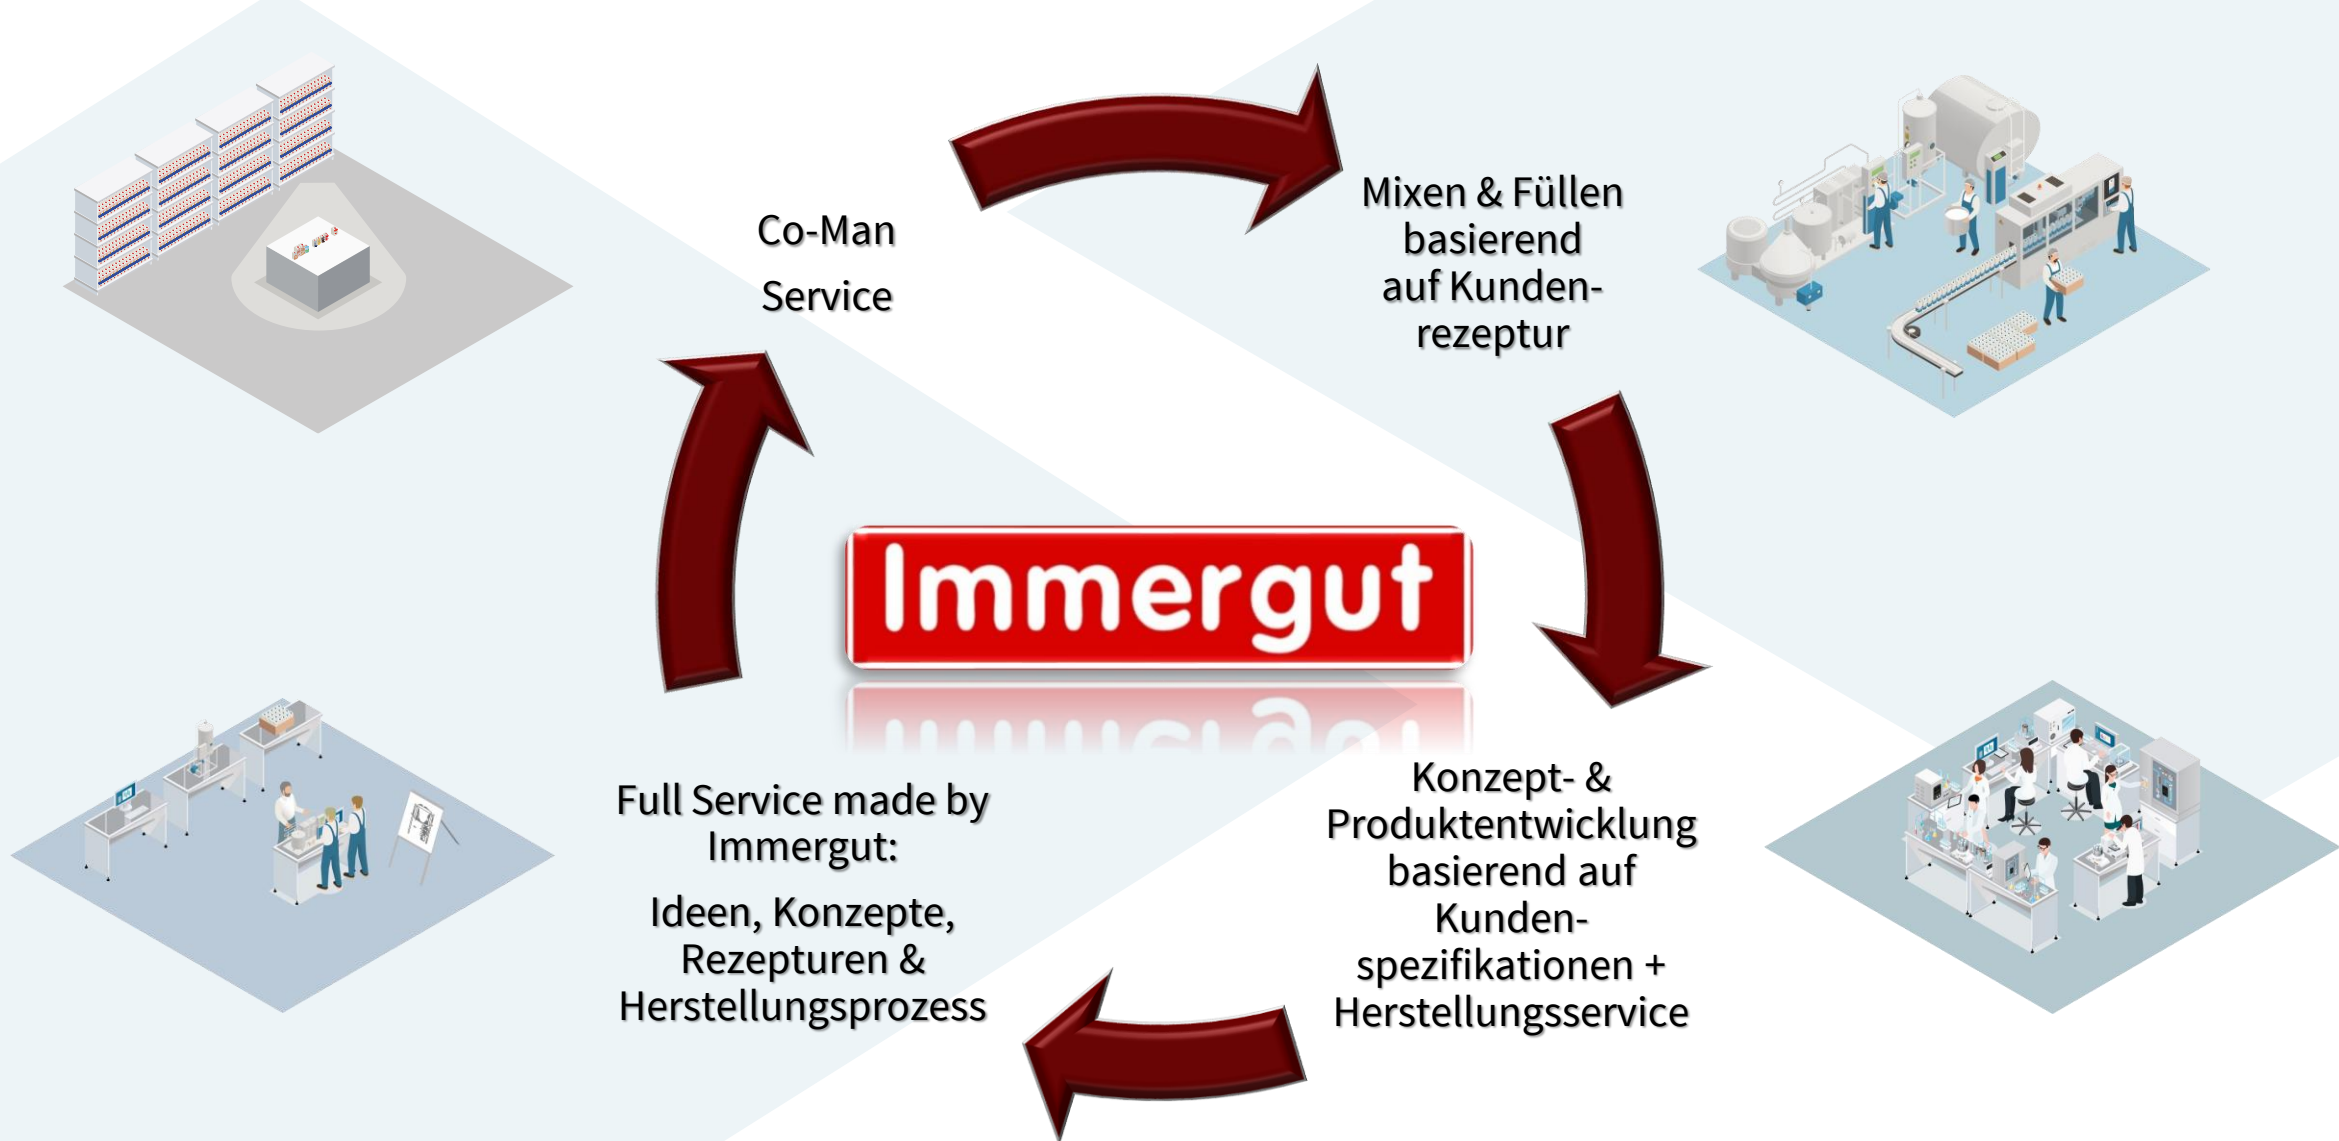 Co-Man
Service
Mixen & Füllen
basierend
auf Kunden-
rezeptur
Immergut
Full Service made by
Immergut:
Ideen, Konzepte,
Rezepturen &
Herstellungsprozess
Konzept- &
Produktentwicklung
basierend auf
Kunden-
spezifikationen +
Herstellungsservice